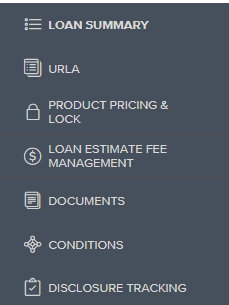 LOAN SUMMARY
URLA
PRODUCT PRICING &
LOCK
LOAN ESTIMATE FEE
MANAGEMENT
DOCUMENTS
CONDITIONS
DISCLOSURE TRACKING